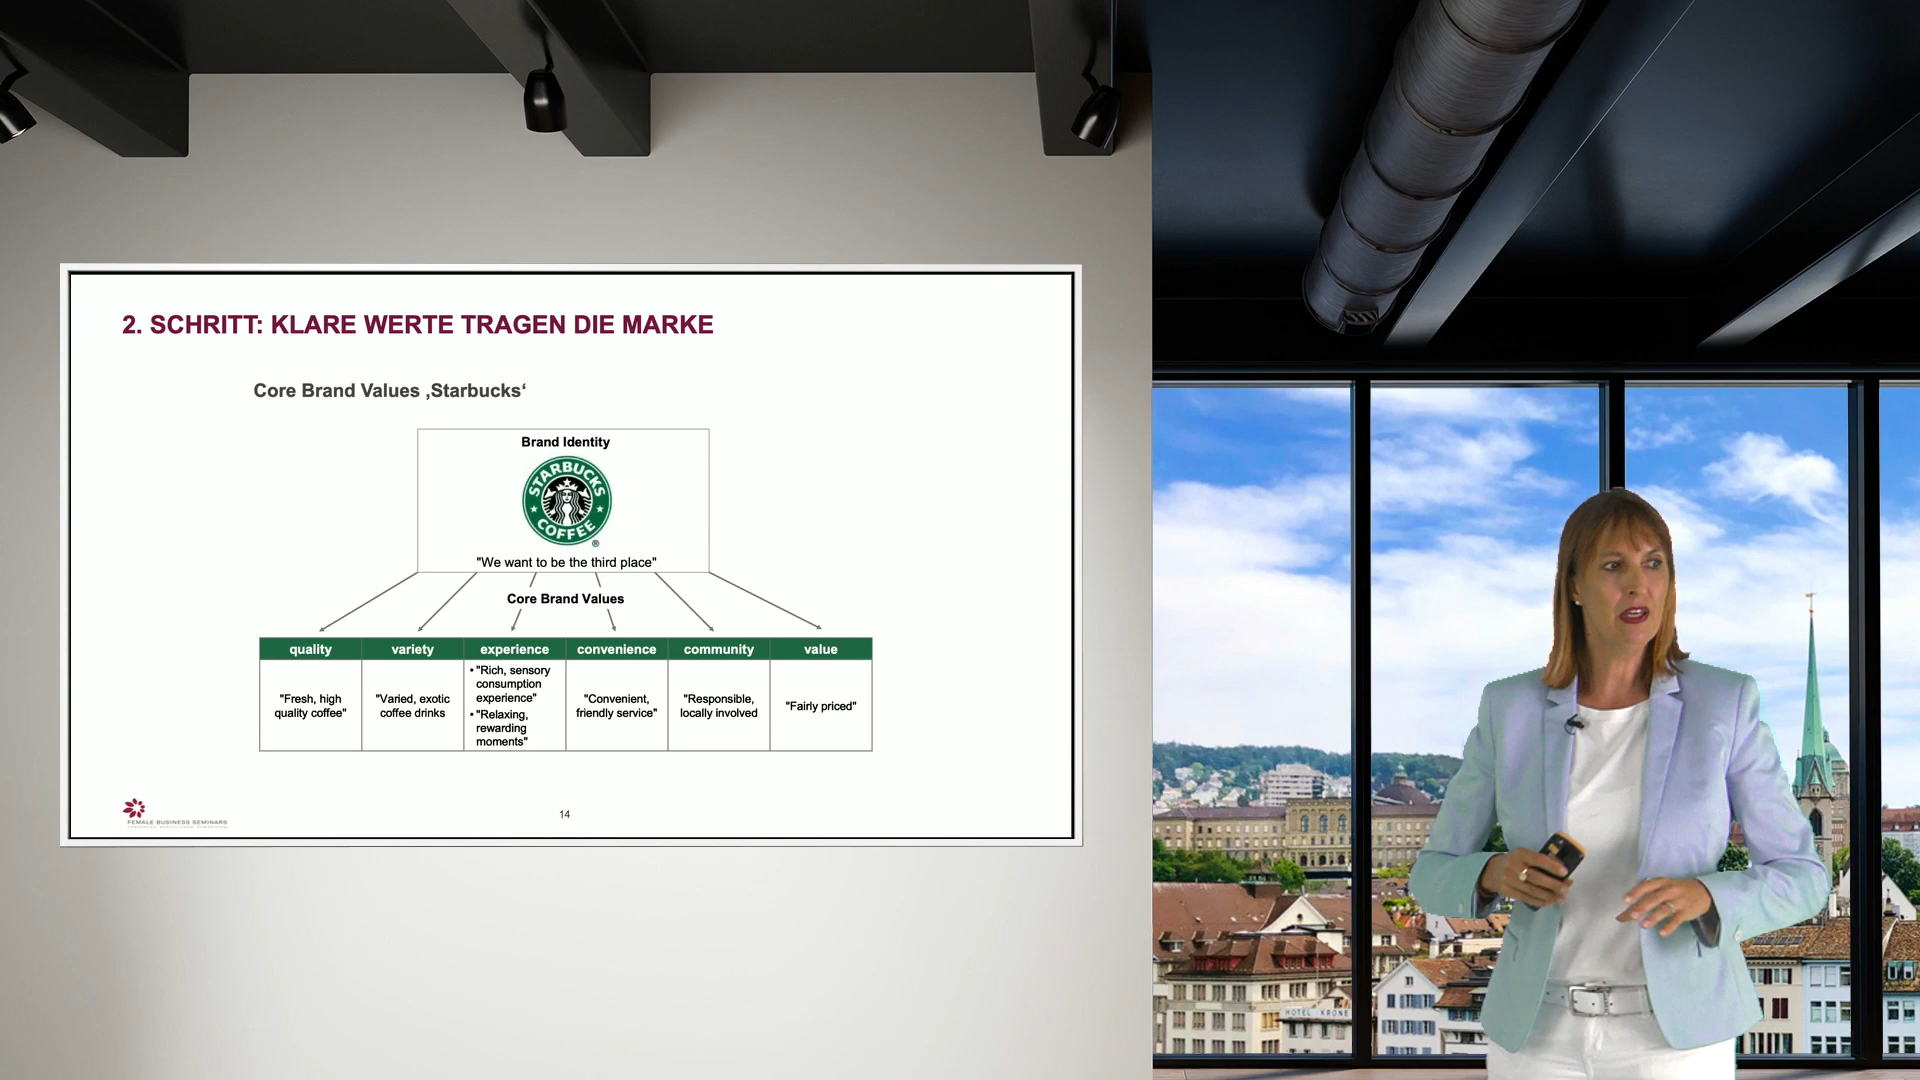 2. SCHRITT: KLARE WERTE TRAGEN DIE MARKE
Core Brand Values ‚Starbucks‘
Brand Identity
STARBUCKS
COFFEE
®
"We want to be the third place"
Core Brand Values
quality
variety
experience
convenience
community
value
"Fresh, high
quality coffee"
"Varied, exotic
coffee drinks
• "Rich, sensory
consumption
experience"
• "Relaxing,
rewarding
moments"
"Convenient,
friendly service"
"Responsible,
locally involved
"Fairly priced"
FEMALE BUSINESS SEMINARS
14
HOTEL KRONE